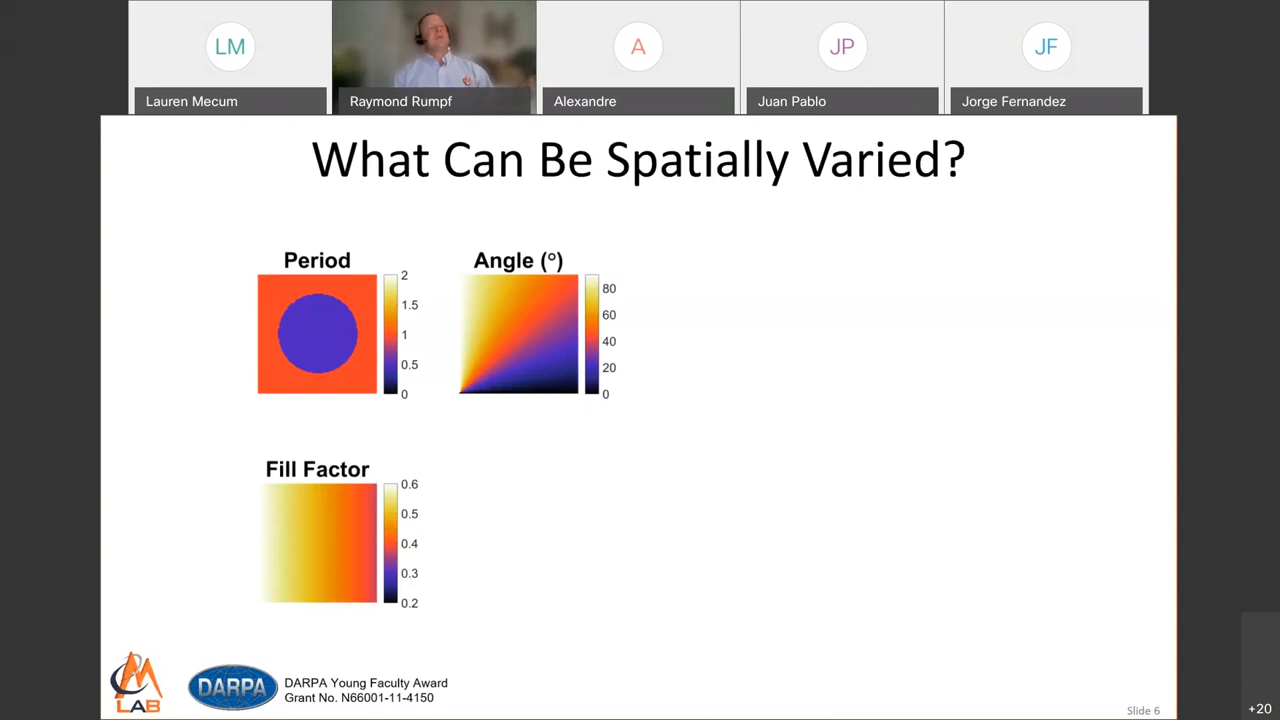 LM
A
JP
JF
Lauren Mecum
Raymond Rumpf
Alexandre
Juan Pablo
Jorge Fernandez
What Can Be Spatially Varied?
Period
2
1.5
1
0.5
0
Angle (°)
80
60
40
20
0
Fill Factor
0.6
0.5
0.4
0.3
0.2
EM
LAB
DARPA
DARPA Young Faculty Award
Grant No. N66001-11-4150
Slide 6
+20